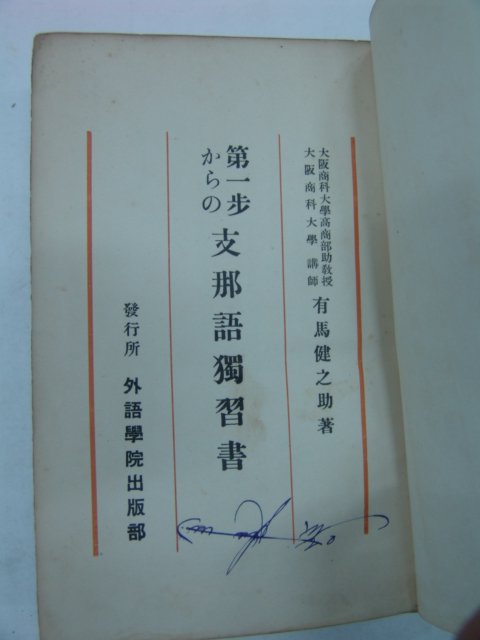 大阪商科大學高商部助敎授
大阪商科大學講師
有馬健之助著
第一步
からの
支那語獨習書
發行所 外語學院出版部